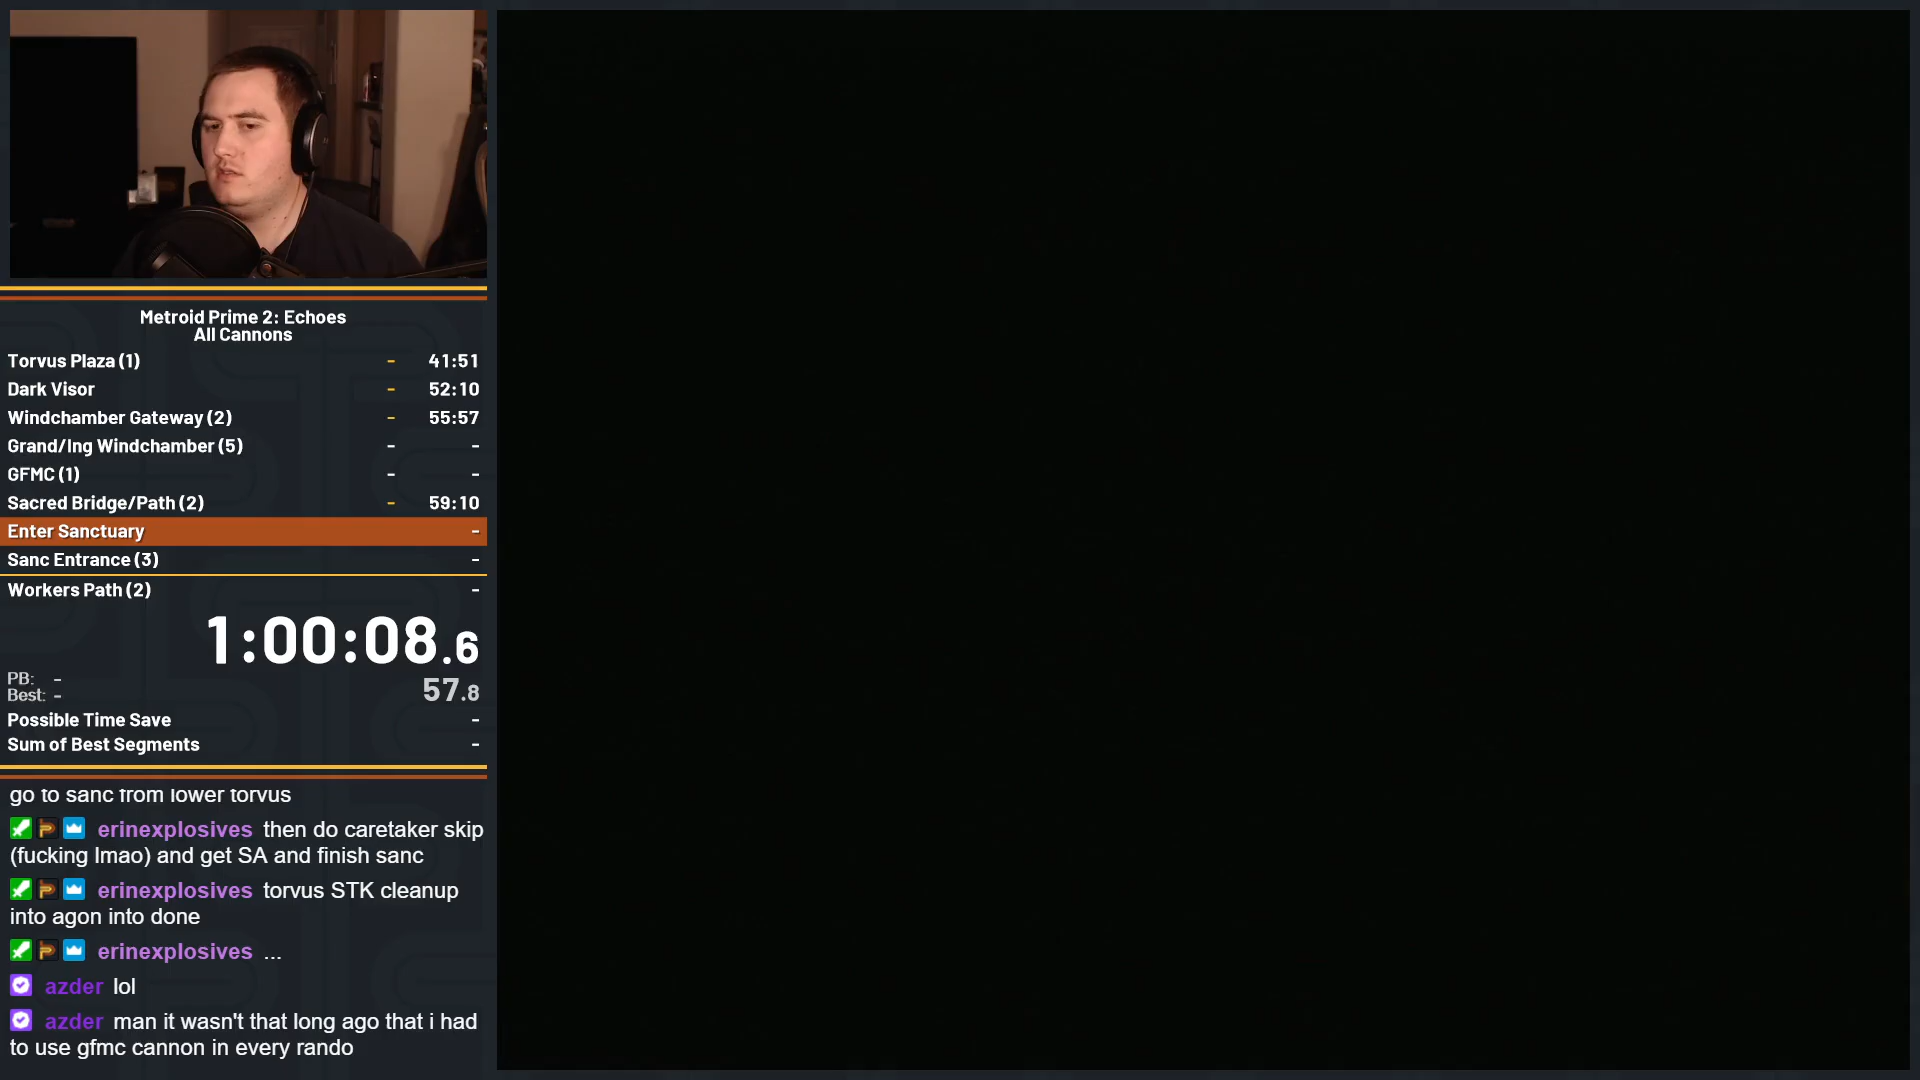 Metroid Prime 2: Echoes
All Cannons
Torvus Plaza (1) - 41:51
Dark Visor - 52:10
Windchamber Gateway (2) - 55:57
Grand/Ing Windchamber (5) - -
GFMC (1) - -
Sacred Bridge/Path (2) - 59:10
Enter Sanctuary -
Sanc Entrance (3) -
Workers Path (2) -
1:00:08.6
PB: -
Best: - 57.8
Possible Time Save -
Sum of Best Segments -
go to sanc from lower torvus
erinexplosives then do caretaker skip
(fucking lmao) and get SA and finish sanc
erinexplosives torvus STK cleanup
into agon into done
erinexplosives ...
azder lol
azder man it wasn't that long ago that i had
to use gfmc cannon in every rando